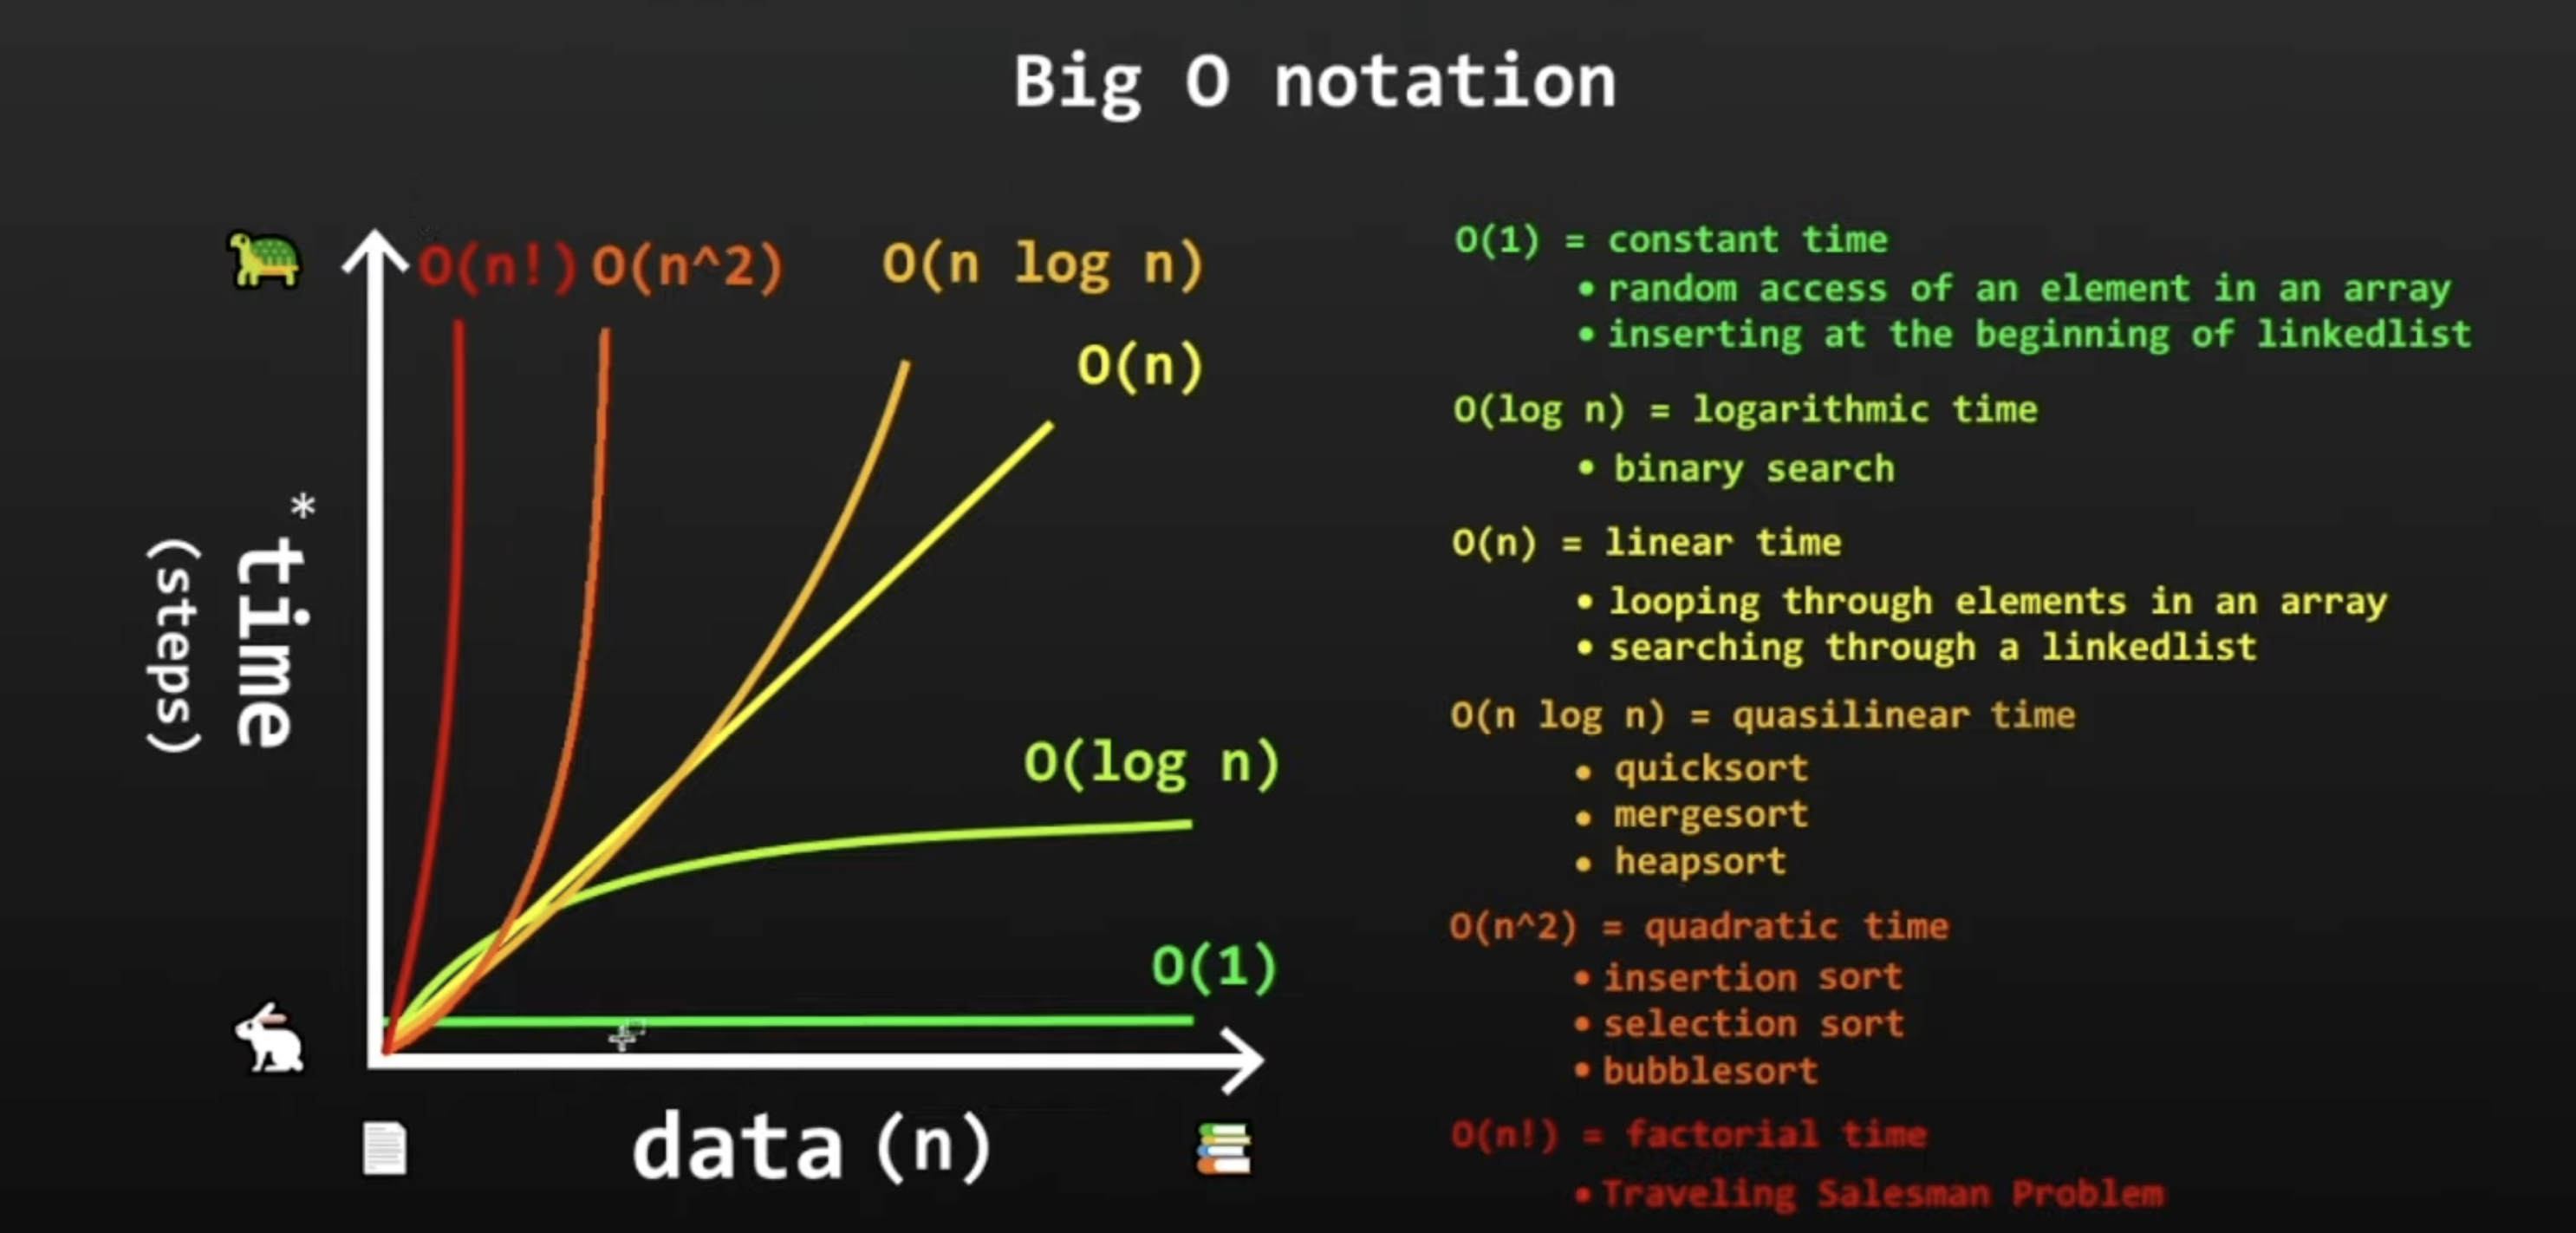 Big O notation
O(n!)
O(n^2)
O(n log n)
O(n)
O(log n)
O(1)
*
time
(steps)
data (n)
O(1) = constant time
• random access of an element in an array
• inserting at the beginning of linkedlist
O(log n) = logarithmic time
• binary search
O(n) = linear time
• looping through elements in an array
• searching through a linkedlist
O(n log n) = quasilinear time
• quicksort
• mergesort
• heapsort
O(n^2) = quadratic time
• insertion sort
• selection sort
• bubblesort
O(n!) = factorial time
• Traveling Salesman Problem